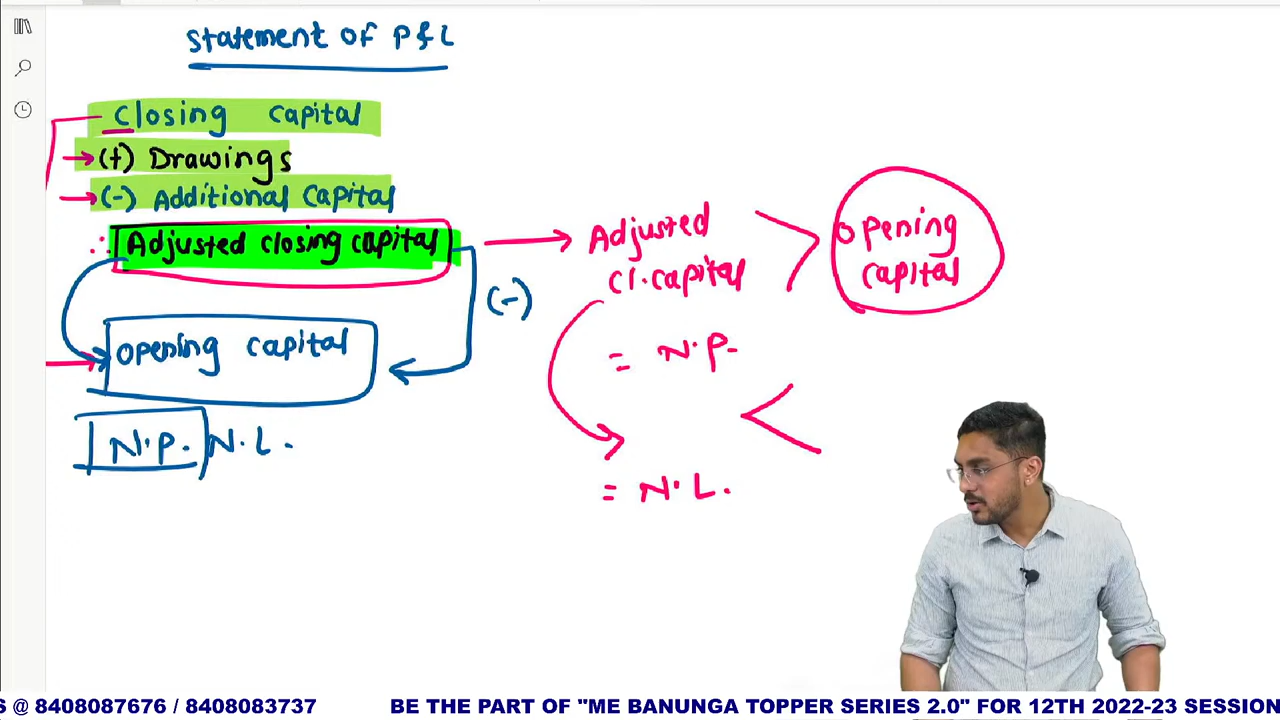 Statement OF P & L
Closing capital
→ (+) Drawings
→ (-) Additional Capital
∴ Adjusted closing capital
(-)
Opening capital
N.P. N.L.
→ Adjusted
cl. capital
>
Opening
capital
= N.P.
<
= N.L.
S @ 8408087676 / 8408083737 BE THE PART OF "ME BANUNGA TOPPER SERIES 2.0" FOR 12TH 2022-23 SESSION